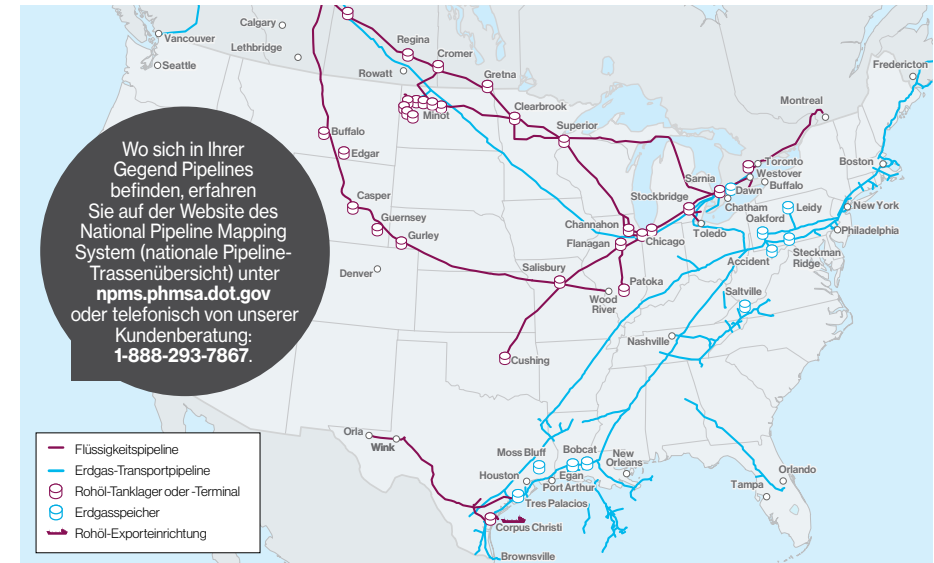 Calgary
Vancouver
Seattle
Lethbridge
Regina
Cromer
Rowatt
Gretna
Minot
Clearbrook
Superior
Fredericton
Montreal
Buffalo
Edgar
Casper
Guernsey
Gurley
Denver
Toronto
Westover
Buffalo
Sarnia
Dawn
Chatham
Stockbridge
Boston
New York
Philadelphia
Leidy
Oakford
Channahon
Flanagan
Chicago
Toledo
Accident
Steckman
Ridge
Salisbury
Patoka
Wood
River
Saltville
Nashville
Cushing
Orla
Wink
Moss Bluff
Bobcat
New
Orleans
Houston
Egan
Port Arthur
Tres Palacios
Corpus Christi
Brownsville
Orlando
Tampa
Wo sich in Ihrer
Gegend Pipelines
befinden, erfahren
Sie auf der Website des
National Pipeline Mapping
System (nationale Pipeline-
Trassenübersicht) unter
npms.phmsa.dot.gov
oder telefonisch von unserer
Kundenberatung:
1-888-293-7867.
Flüssigkeitspipeline
Erdgas-Transportpipeline
Rohöl-Tanklager oder -Terminal
Erdgasspeicher
Rohöl-Exporteinrichtung